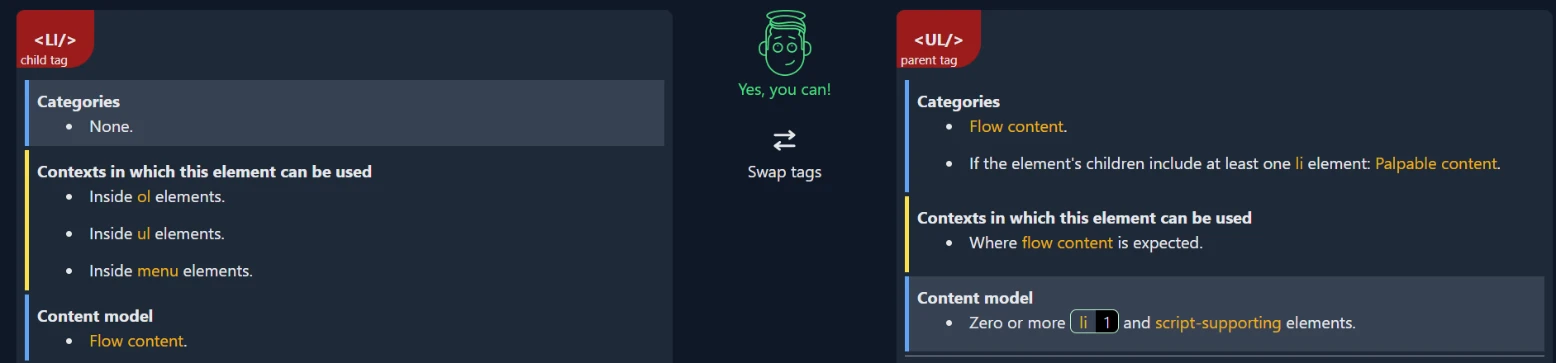 <LI/>
child tag
Categories
None.
Contexts in which this element can be used
Inside ol elements.
Inside ul elements.
Inside menu elements.
Content model
Flow content.
Yes, you can!
Swap tags
<UL/>
parent tag
Categories
Flow content.
If the element's children include at least one li element: Palpable content.
Contexts in which this element can be used
Where flow content is expected.
Content model
Zero or more li 1 and script-supporting elements.